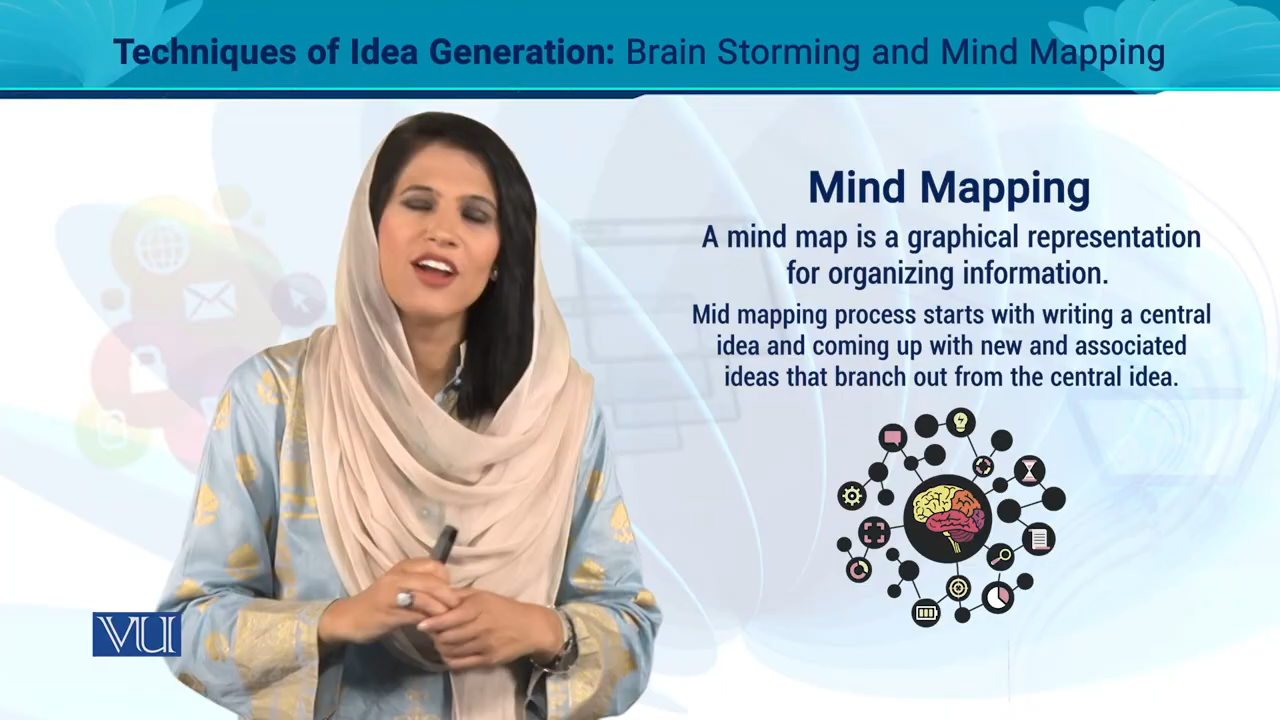 Techniques of Idea Generation: Brain Storming and Mind Mapping
Mind Mapping
A mind map is a graphical representation
for organizing information.
Mid mapping process starts with writing a central
idea and coming up with new and associated
ideas that branch out from the central idea.
VU